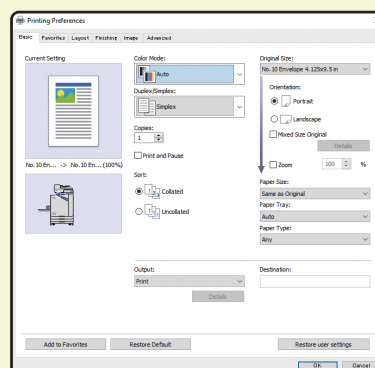 Printing Preferences
Basic Favorites Layout Finishing Image Advanced
Current Setting
No. 10 En... -> No. 10 En... (100%)
Color Mode:
Auto
Duplex/Simplex:
Simplex
Copies:
1
Print and Pause
Sort:
Collated
Uncollated
Original Size:
No. 10 Envelope 4.125x9.5 in
Orientation:
Portrait
Landscape
Mixed Size Original
Details
Zoom 100 %
Paper Size:
Same as Original
Paper Tray:
Auto
Paper Type:
Any
Output:
Print
Details
Destination:
Add to Favorites Restore Default Restore user settings
OK Cancel